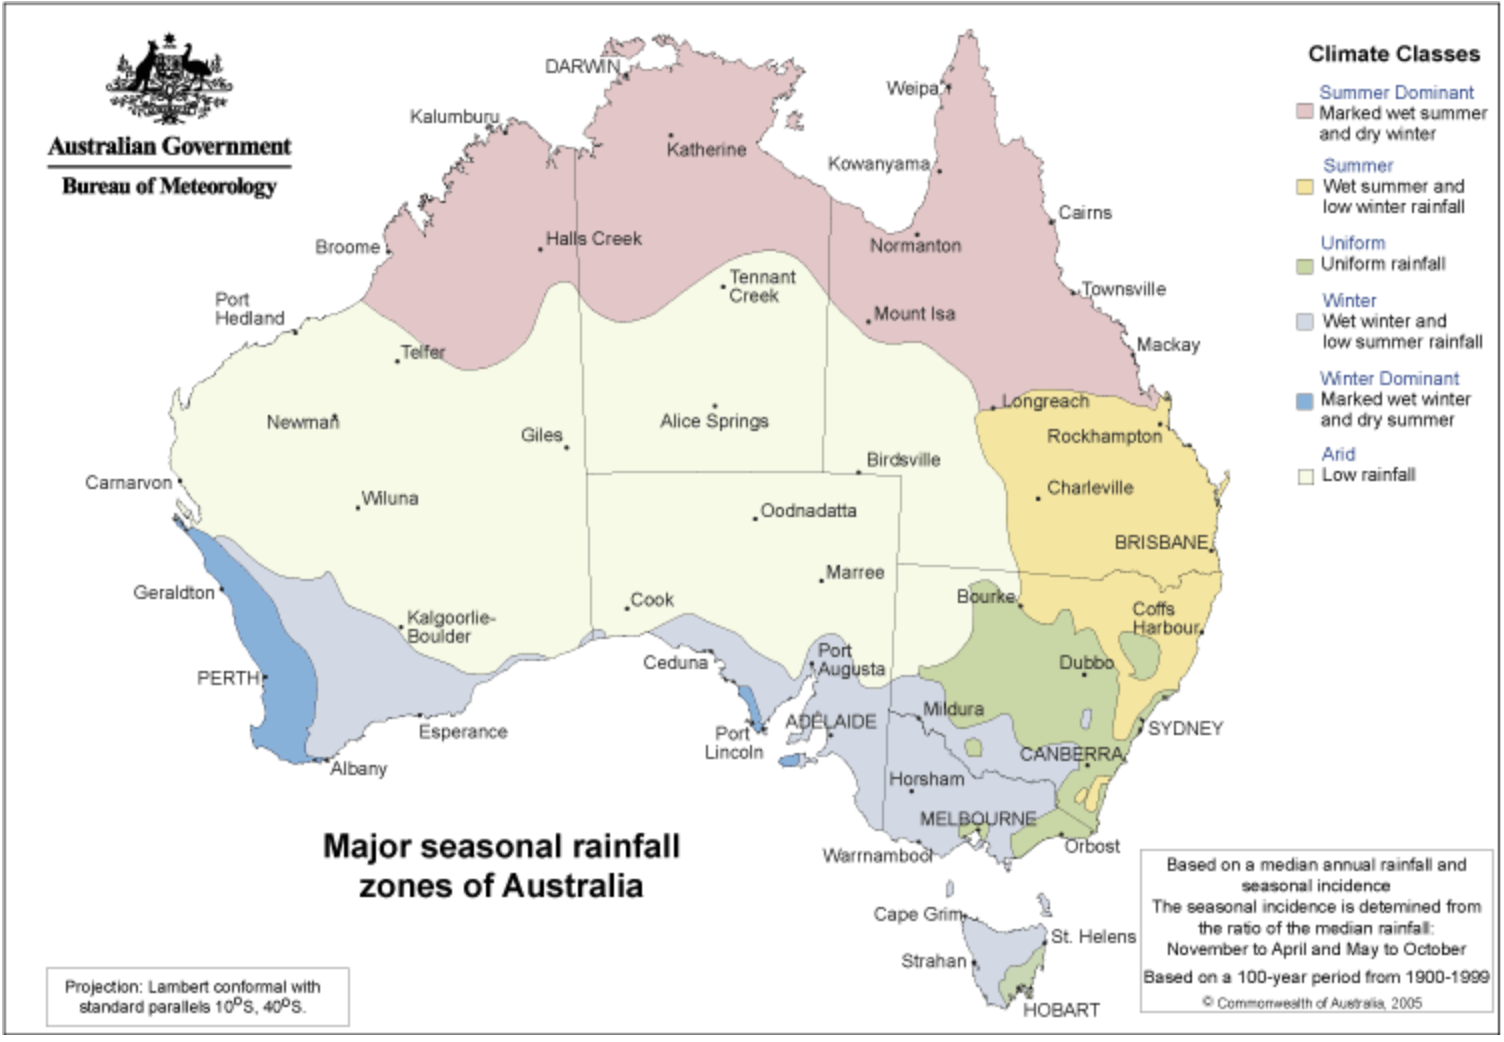 Australian Government
Bureau of Meteorology
DARWIN
Weipa
Kalumburu
Katherine
Kowanyama
Cairns
Broome
Halls Creek
Normanton
Port
Hedland
Tennant
Creek
Townsville
Mount Isa
Telfer
Mackay
Newman
Alice Springs
Longreach
Giles
Rockhampton
Carnarvon
Birdsville
Wiluna
Charleville
Oodnadatta
BRISBANE
Geraldton
Marree
Cook
Bourke
Coffs
Harbour
Kalgoorlie-
Boulder
PERTH
Ceduna
Port
Augusta
Dubbo
Esperance
Port
Lincoln
ADELAIDE
Mildura
SYDNEY
Albany
CANBERRA
Horsham
MELBOURNE
Warrnambool
Orbost
Cape Grim
St. Helens
Strahan
HOBART
Climate Classes
Summer Dominant
Marked wet summer
and dry winter
Summer
Wet summer and
low winter rainfall
Uniform
Uniform rainfall
Winter
Wet winter and
low summer rainfall
Winter Dominant
Marked wet winter
and dry summer
Arid
Low rainfall
Major seasonal rainfall
zones of Australia
Projection: Lambert conformal with
standard parallels 10ºS, 40ºS.
Based on a median annual rainfall and
seasonal incidence
The seasonal incidence is detemined from
the ratio of the median rainfall:
November to April and May to October
Based on a 100-year period from 1900-1999
© Commonwealth of Australia, 2005